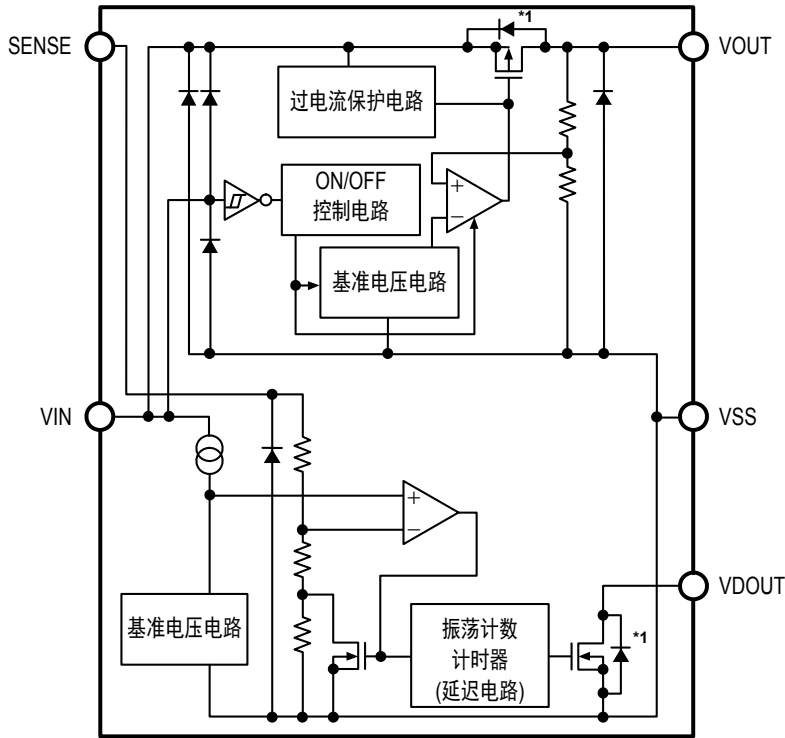 *1
SENSE
VOUT
过电流保护电路
ON/OFF
控制电路
+
−
基准电压电路
VIN
VSS
+
−
VDOUT
基准电压电路
振荡计数
计时器
(延迟电路)
*1